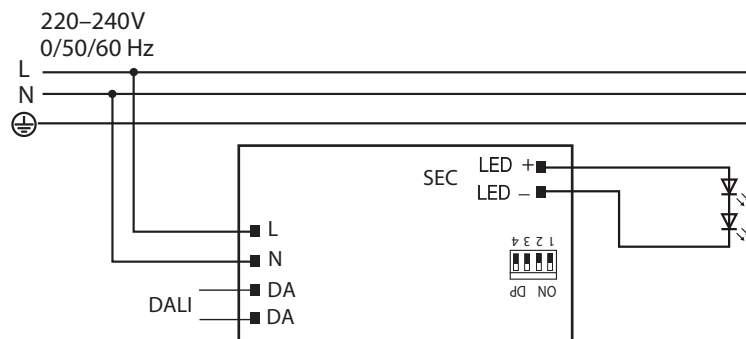 220–240V
0/50/60 Hz
L
N
SEC
LED +
LED –
L
N
DALI
DA
DA
1 2 3 4
ON DP